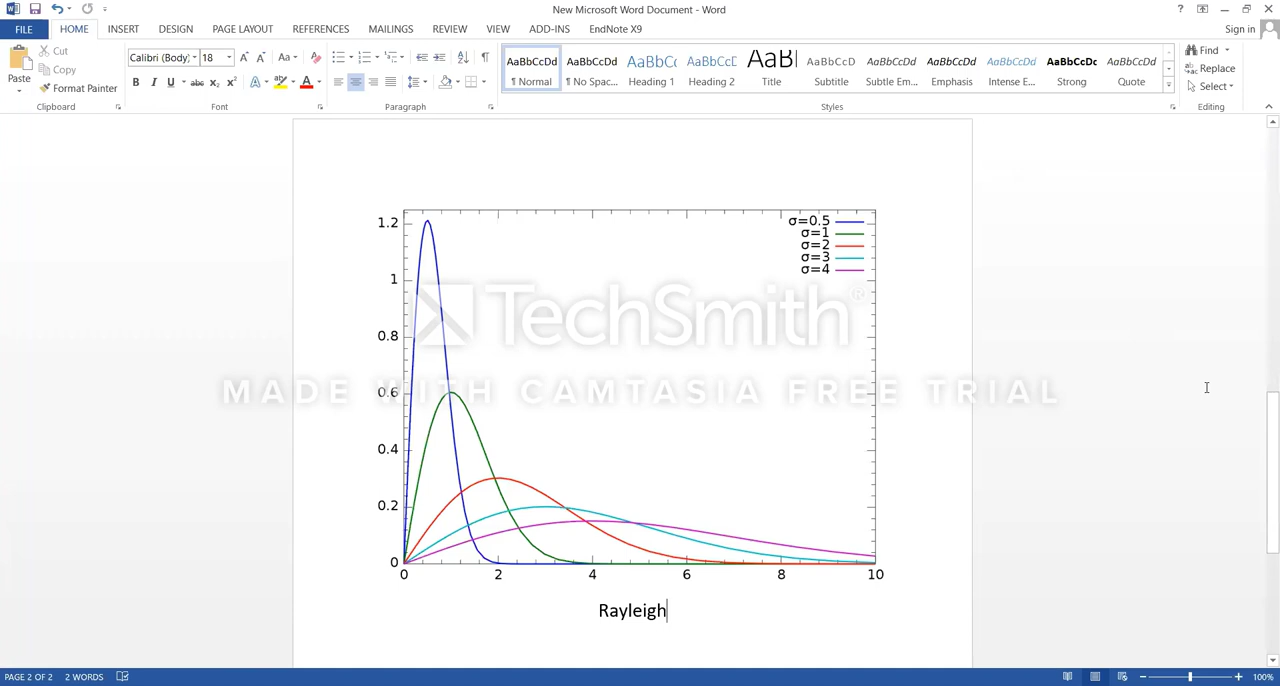 New Microsoft Word Document - Word
?
Sign in
FILE HOME INSERT DESIGN PAGE LAYOUT REFERENCES MAILINGS REVIEW VIEW ADD-INS EndNote X9
Paste
Cut
Copy
Format Painter
Clipboard
Calibri (Body) 18
Font
Paragraph
AaBbCcDd AaBbCcDd AaBbCc AaBbCcD AaBl AaBbCcD AaBbCcDd AaBbCcDd AaBbCcDd AaBbCcDc AaBbCcDd
¶ Normal ¶ No Spac... Heading 1 Heading 2 Title Subtitle Subtle Em... Emphasis Intense E... Strong Quote
Styles
Find
Replace
Select
Editing
σ=0.5
σ=1
σ=2
σ=3
σ=4
1.2
1
0.8
0.6
0.4
0.2
0
0 2 4 6 8 10
TechSmith®
MADE WITH CAMTASIA FREE TRIAL
Rayleigh
PAGE 2 OF 2 2 WORDS
100%